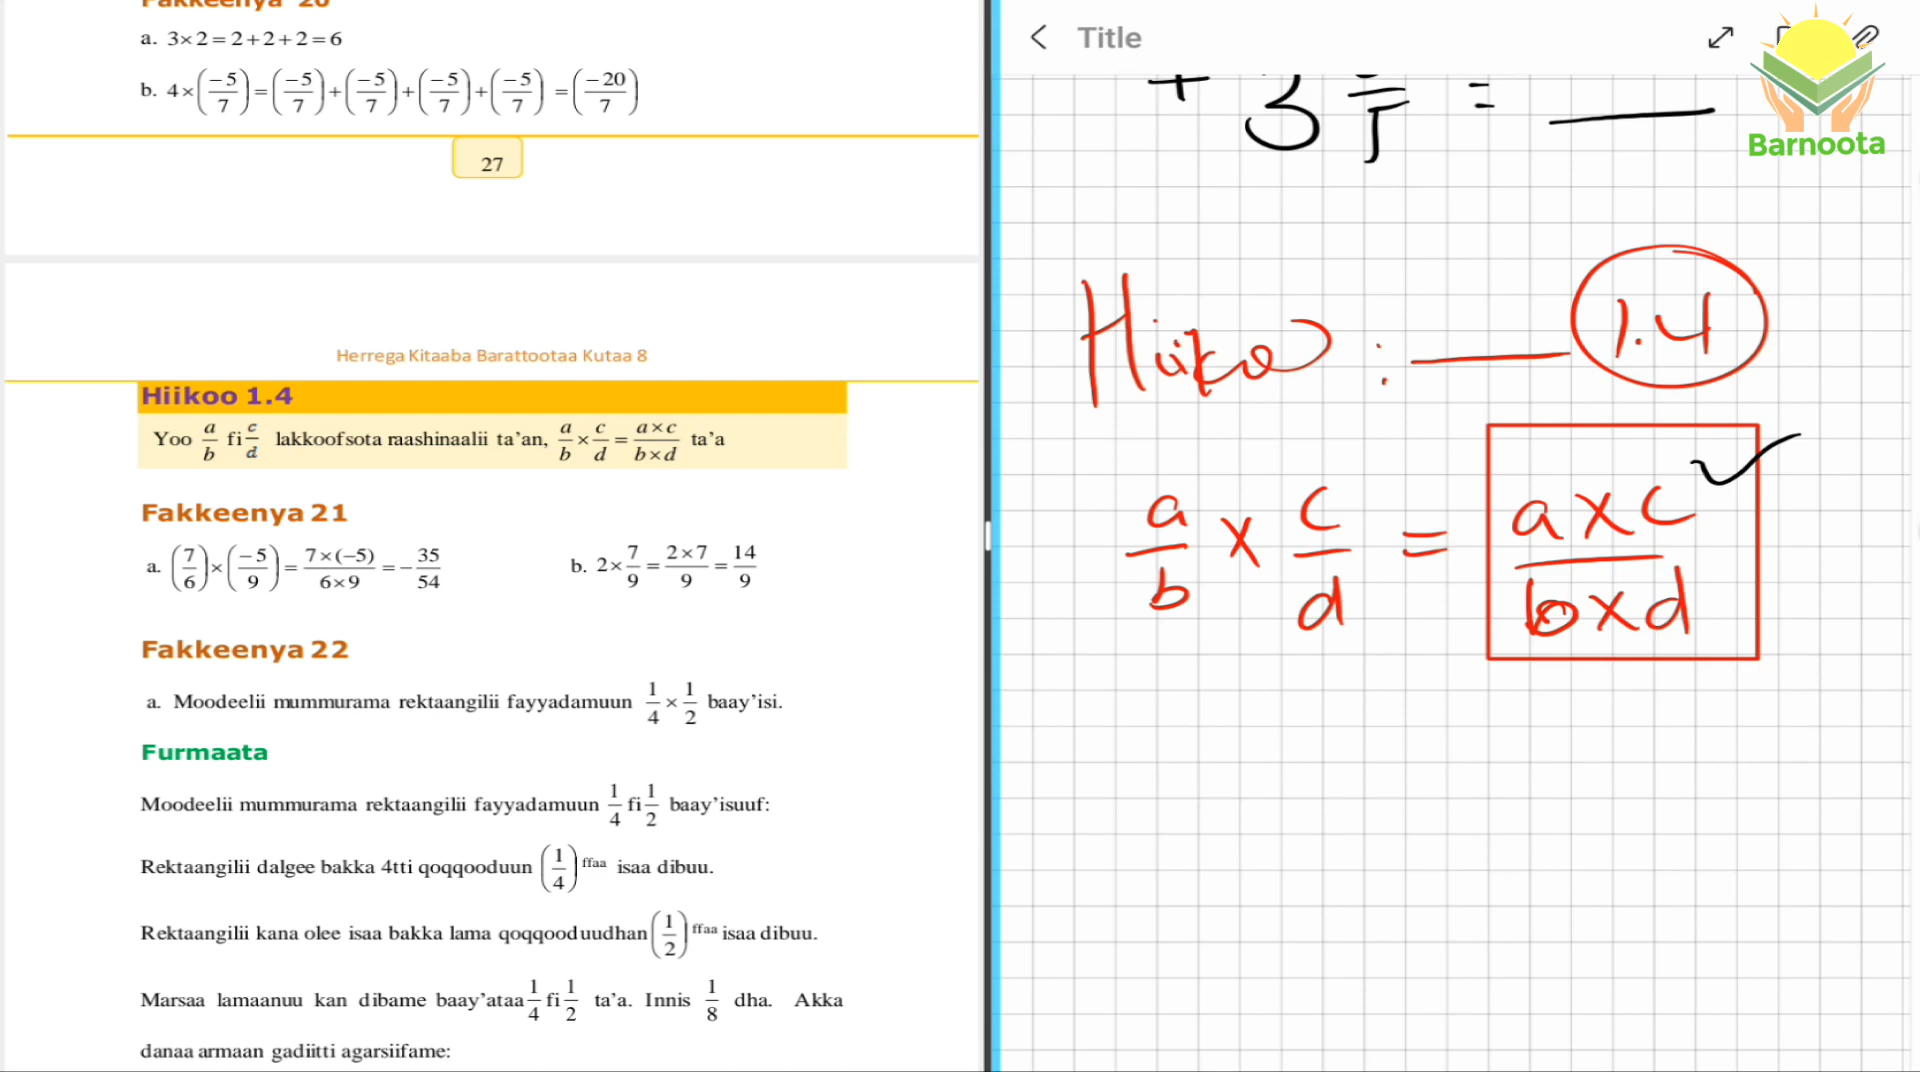 Fakkeenya 20
a. 3×2=2+2+2=6
b. 4×(−5/7)=(−5/7)+(−5/7)+(−5/7)+(−5/7)=(−20/7)
27
Herrega Kitaaba Barattootaa Kutaa 8
Hiikoo 1.4
Yoo a/b fi c/d lakkoofsota raashinaalii ta'an, a/b × c/d = a×c/b×d ta'a
Fakkeenya 21
a. (7/6)×(−5/9)=7×(−5)/6×9=−35/54
b. 2×7/9=2×7/9=14/9
Fakkeenya 22
a. Moodeelii mummurama rektaangilii fayyadamuun 1/4×1/2 baay'isi.
Furmaata
Moodeelii mummurama rektaangilii fayyadamuun 1/4 fi 1/2 baay'isuuf:
Rektaangilii dalgee bakka 4tti qoqqooduun (1/4)ffaa isaa dibuu.
Rektaangilii kana olee isaa bakka lama qoqqooduudhan (1/2)ffaa isaa dibuu.
Marsaa lamaanuu kan dibame baay'ataa 1/4 fi 1/2 ta'a. Innis 1/8 dha. Akka
danaa armaan gadiitti agarsiifame:
Title
Barnoota
Hiikoo : 1.4
a/b × c/d = a×c/b×d